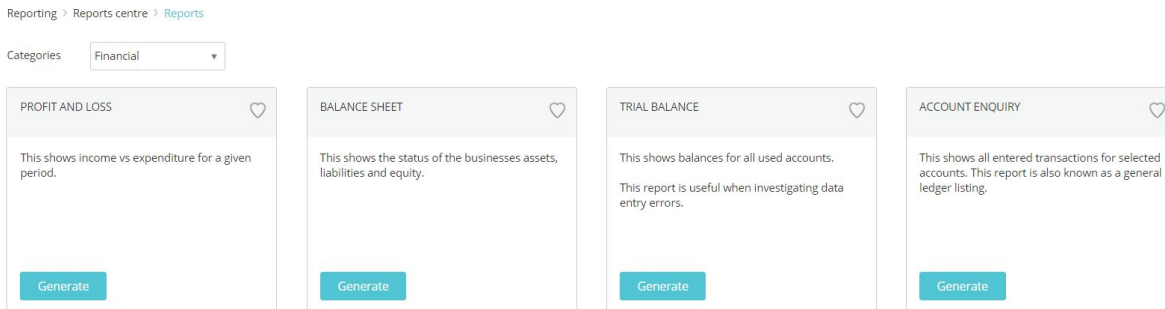 Reporting > Reports centre > Reports
Categories Financial
PROFIT AND LOSS
This shows income vs expenditure for a given
period.
Generate
BALANCE SHEET
This shows the status of the businesses assets,
liabilities and equity.
Generate
TRIAL BALANCE
This shows balances for all used accounts.
This report is useful when investigating data
entry errors.
Generate
ACCOUNT ENQUIRY
This shows all entered transactions for selected
accounts. This report is also known as a general
ledger listing.
Generate